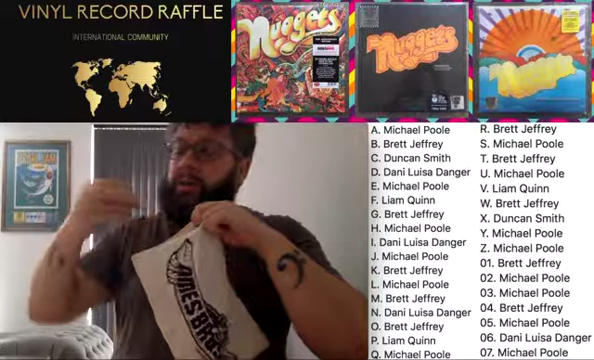 VINYL RECORD RAFFLE
INTERNATIONAL COMMUNITY
Nuggets
Nuggets
Nuggets
A. Michael Poole
B. Brett Jeffrey
C. Duncan Smith
D. Dani Luisa Danger
E. Michael Poole
F. Liam Quinn
G. Brett Jeffrey
H. Michael Poole
I. Dani Luisa Danger
J. Michael Poole
K. Brett Jeffrey
L. Michael Poole
M. Brett Jeffrey
N. Dani Luisa Danger
O. Brett Jeffrey
P. Liam Quinn
Q. Michael Poole
R. Brett Jeffrey
S. Michael Poole
T. Brett Jeffrey
U. Michael Poole
V. Liam Quinn
W. Brett Jeffrey
X. Duncan Smith
Y. Michael Poole
Z. Michael Poole
01. Brett Jeffrey
02. Michael Poole
03. Michael Poole
04. Brett Jeffrey
05. Michael Poole
06. Dani Luisa Danger
07. Michael Poole